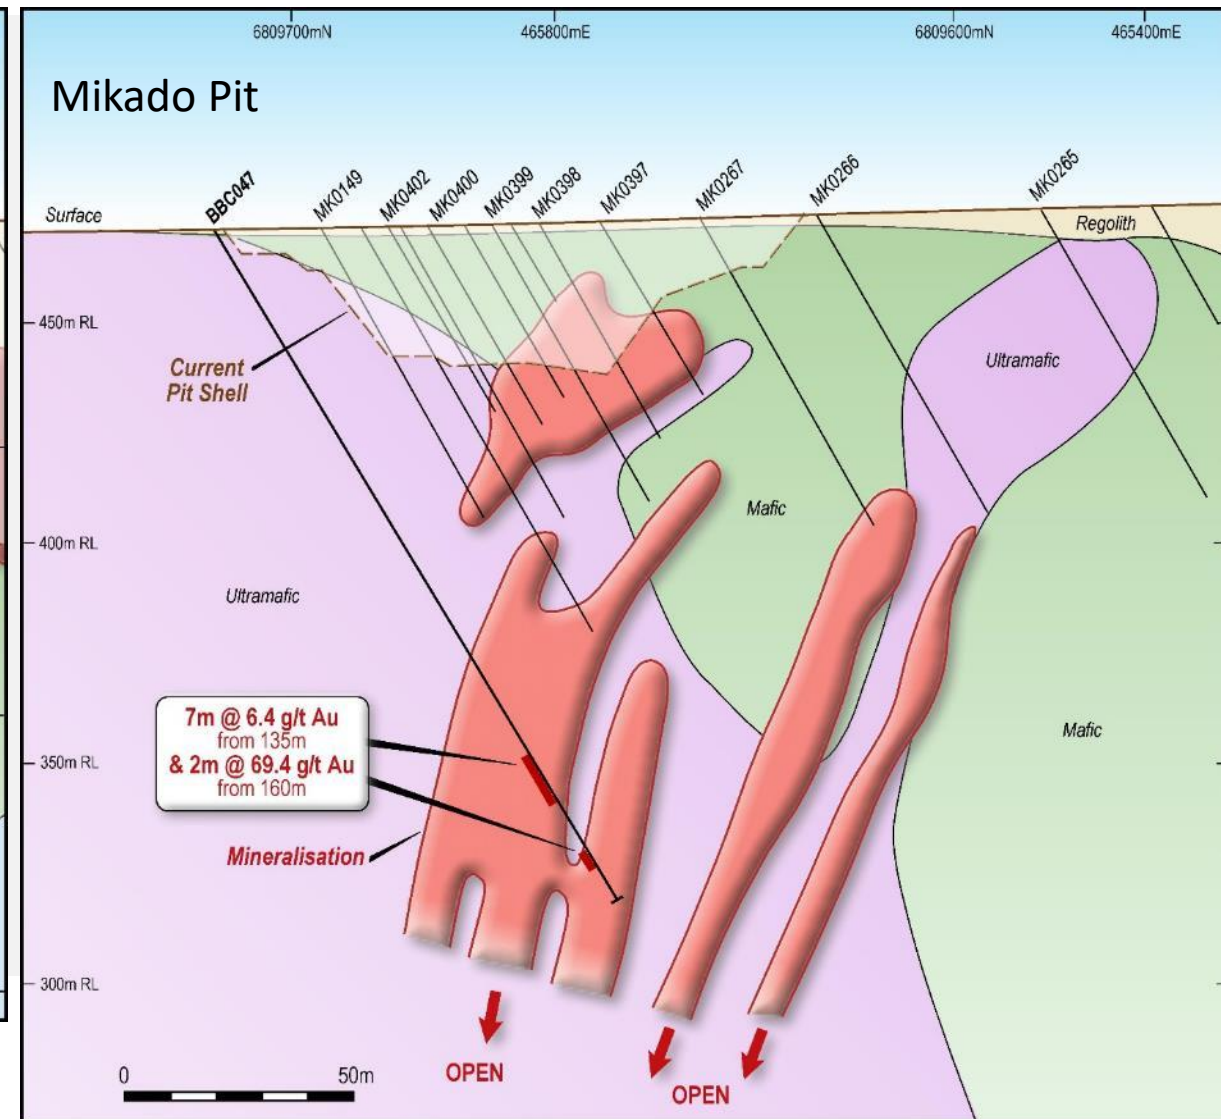 6809700mN
465800mE
6809600mN
465400mE
Mikado Pit
BBC047
MK0149
MK0402
MK0400
MK0399
MK0398
MK0397
MK0267
MK0266
MK0265
Surface
Regolith
450m RL
Current
Pit Shell
Ultramafic
Mafic
400m RL
Ultramafic
7m @ 6.4 g/t Au
from 135m
& 2m @ 69.4 g/t Au
from 160m
350m RL
Mafic
Mineralisation
300m RL
OPEN
OPEN
0
50m